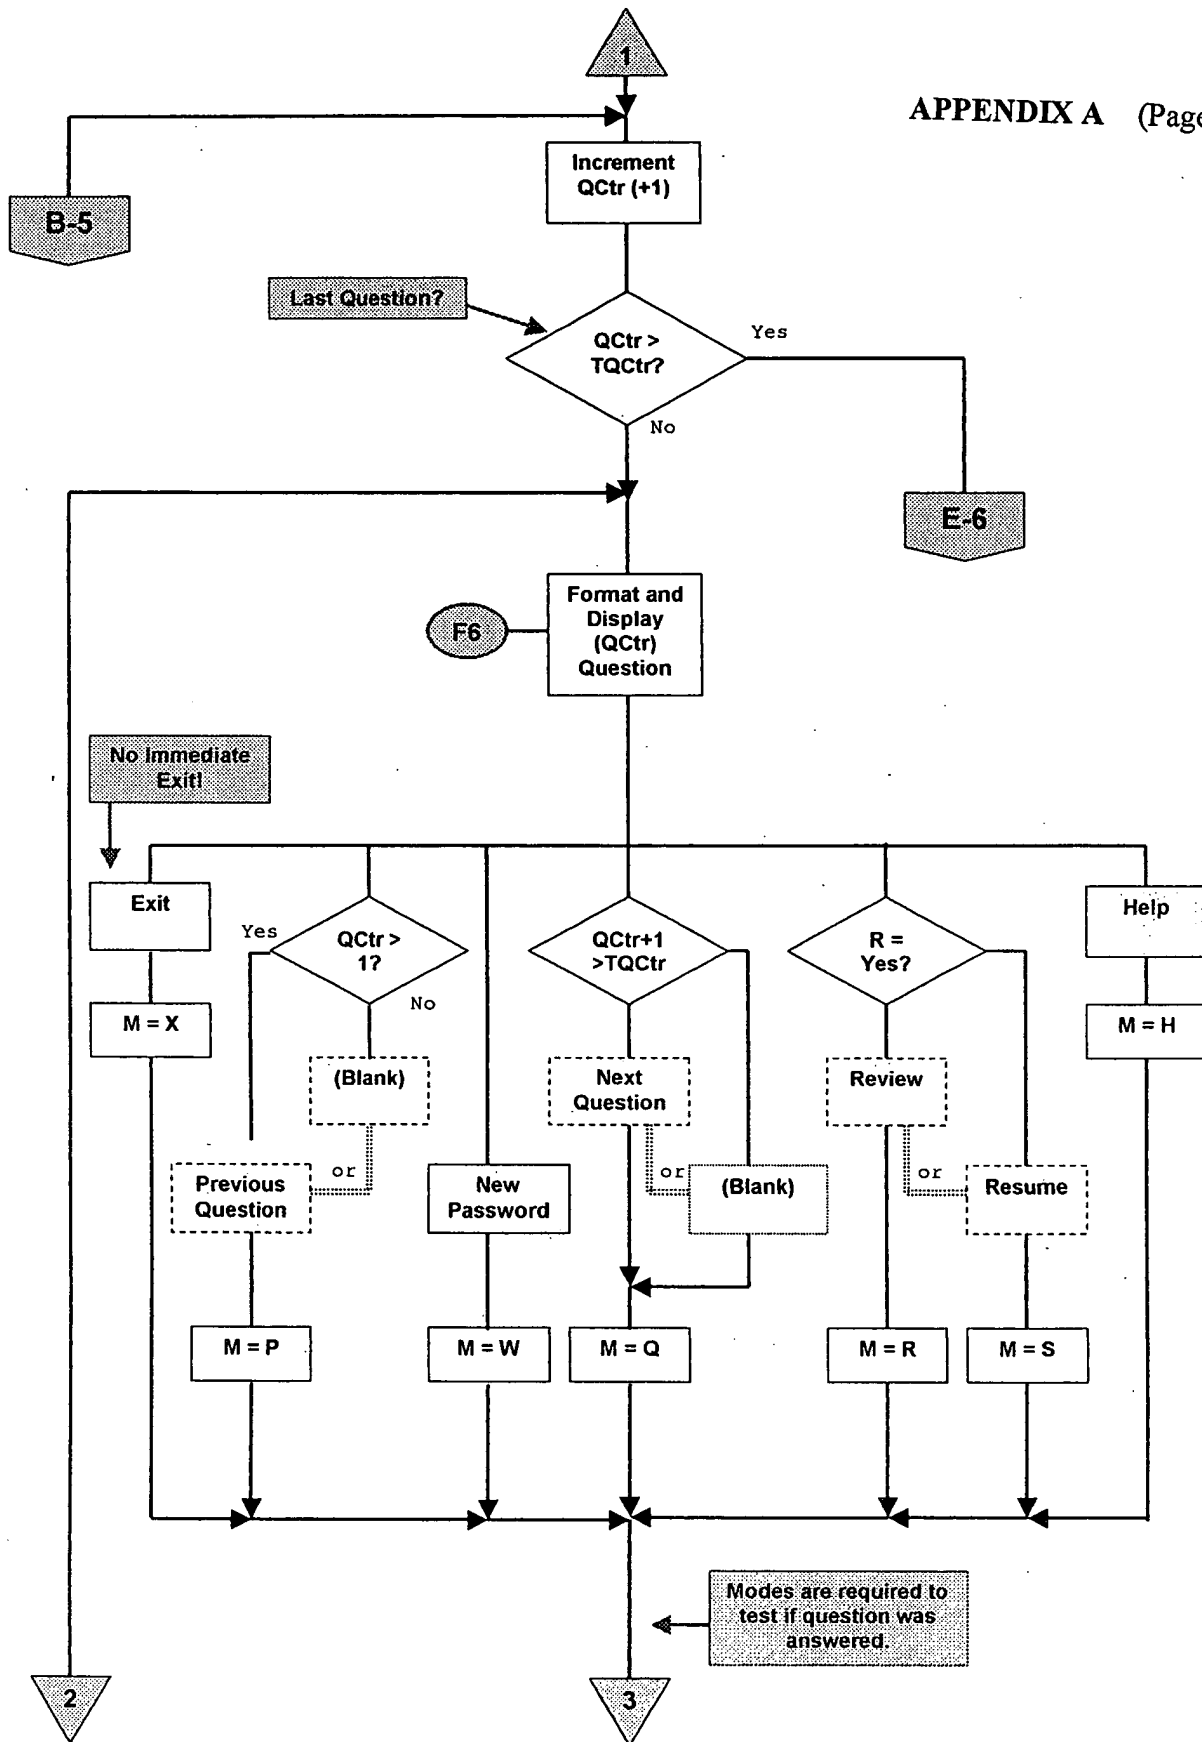 1
APPENDIX A (Page
Increment
QCtr (+1)
B-5
Last Question?
QCtr >
TQCtr?
Yes
No
E-6
Format and
Display
(QCtr)
Question
F6
No Immediate
Exit!
Exit
Yes
QCtr >
1?
No
QCtr+1
>TQCtr
R =
Yes?
Help
M = X
M = H
(Blank)
Next
Question
Review
or
or
or
Previous
Question
New
Password
(Blank)
Resume
M = P
M = W
M = Q
M = R
M = S
Modes are required to
test if question was
answered.
2
3